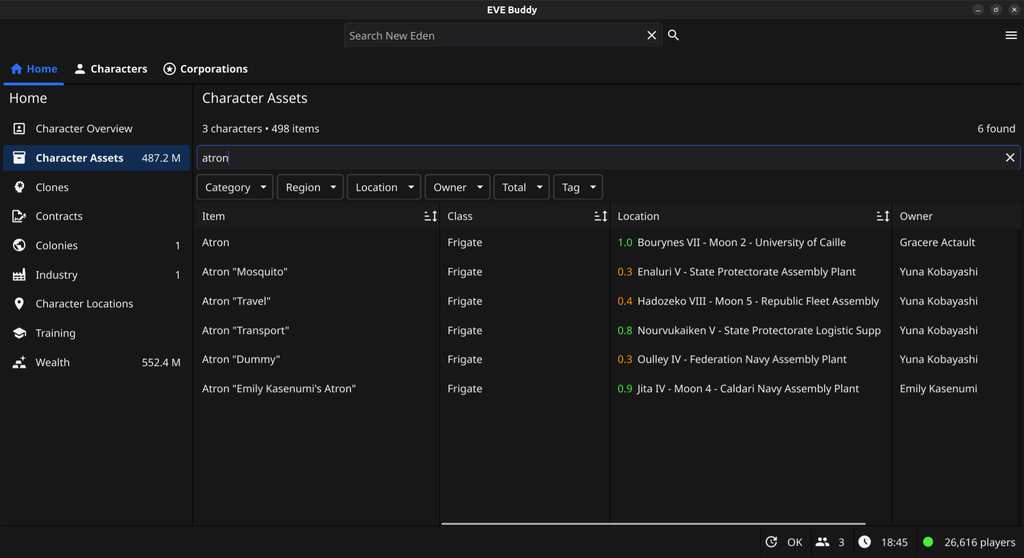 EVE Buddy
Search New Eden
Home Characters Corporations
Home
Character Overview
Character Assets 487.2 M
Clones
Contracts
Colonies 1
Industry 1
Character Locations
Training
Wealth 552.4 M
Character Assets
3 characters • 498 items 6 found
atron
Category Region Location Owner Total Tag
Item Class Location Owner
Atron Frigate 1.0 Bourynes VII - Moon 2 - University of Caille Gracere Actault
Atron "Mosquito" Frigate 0.3 Enaluri V - State Protectorate Assembly Plant Yuna Kobayashi
Atron "Travel" Frigate 0.4 Hadozeko VIII - Moon 5 - Republic Fleet Assembly Yuna Kobayashi
Atron "Transport" Frigate 0.8 Nourvukaiken V - State Protectorate Logistic Supp Yuna Kobayashi
Atron "Dummy" Frigate 0.3 Oulley IV - Federation Navy Assembly Plant Yuna Kobayashi
Atron "Emily Kasenumi's Atron" Frigate 0.9 Jita IV - Moon 4 - Caldari Navy Assembly Plant Emily Kasenumi
OK 3 18:45 26,616 players